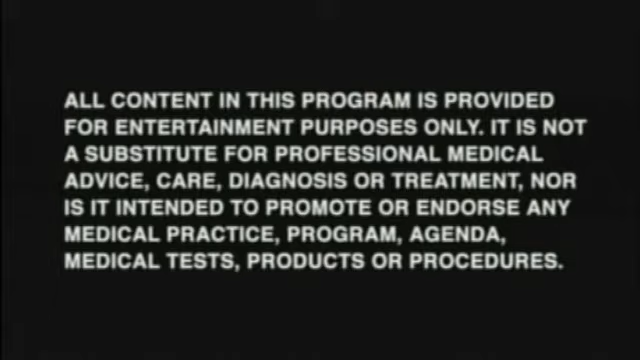 ALL CONTENT IN THIS PROGRAM IS PROVIDED
FOR ENTERTAINMENT PURPOSES ONLY. IT IS NOT
A SUBSTITUTE FOR PROFESSIONAL MEDICAL
ADVICE, CARE, DIAGNOSIS OR TREATMENT, NOR
IS IT INTENDED TO PROMOTE OR ENDORSE ANY
MEDICAL PRACTICE, PROGRAM, AGENDA,
MEDICAL TESTS, PRODUCTS OR PROCEDURES.